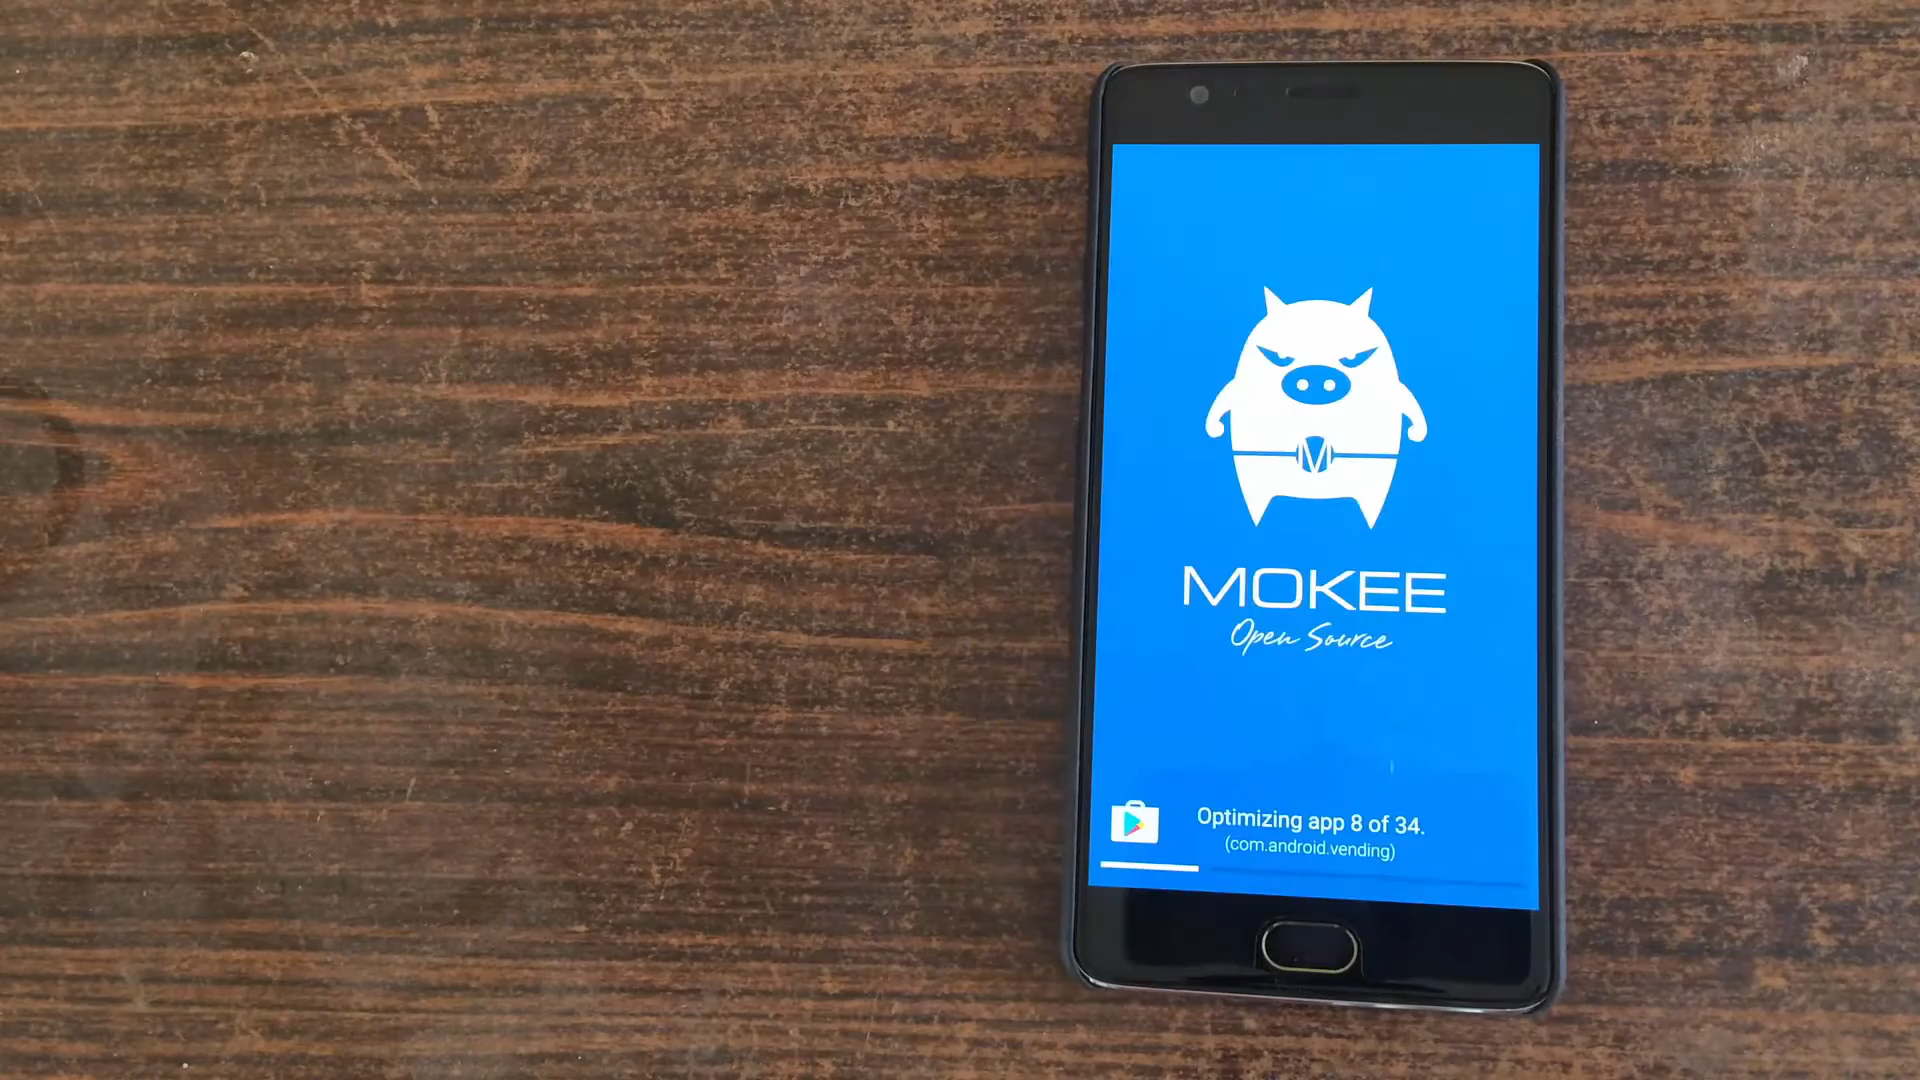 M
MOKEE
Open Source
Optimizing app 8 of 34.
(com.android.vending)